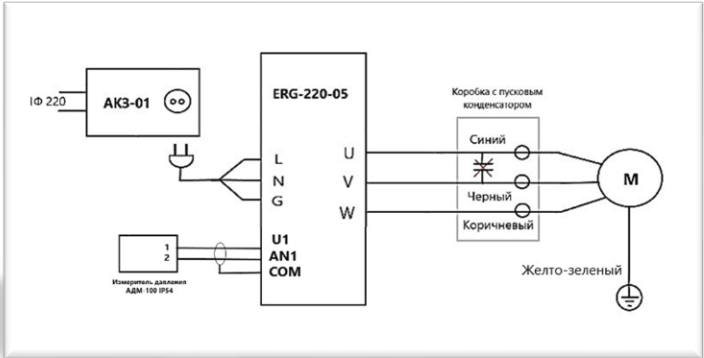 Коробка с пусковым
конденсатором
IФ 220
АКЗ-01
ERG-220-05
Синий
L
U
N
V
G
Черный
W
Коричневый
M
U1
AN1
COM
1
2
Измеритель давления
АДМ-100 IP54
Желто-зеленый